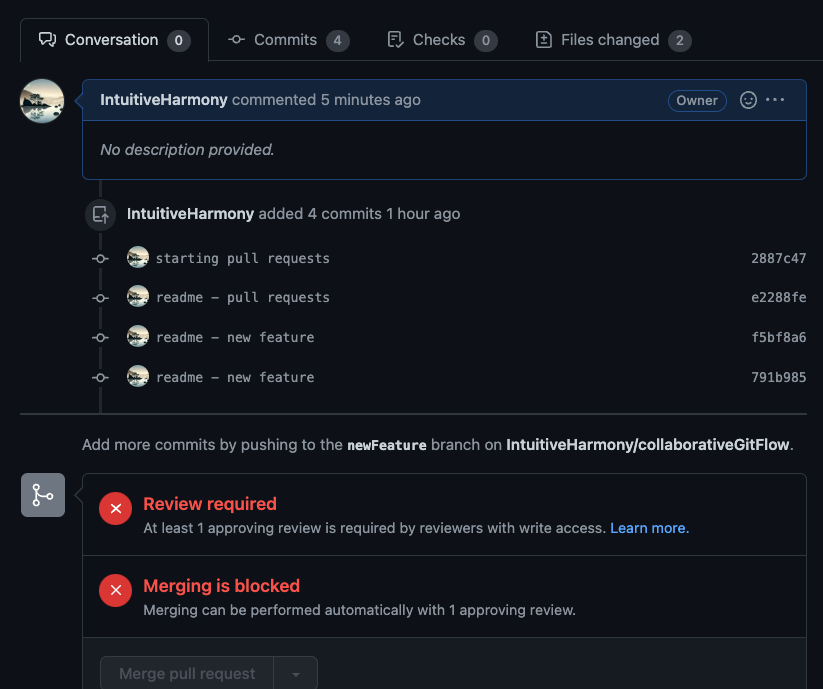 Conversation 0 Commits 4 Checks 0 Files changed 2
IntuitiveHarmony commented 5 minutes ago Owner
No description provided.
IntuitiveHarmony added 4 commits 1 hour ago
starting pull requests 2887c47
readme – pull requests e2288fe
readme – new feature f5bf8a6
readme – new feature 791b985
Add more commits by pushing to the newFeature branch on IntuitiveHarmony/collaborativeGitFlow.
Review required
At least 1 approving review is required by reviewers with write access. Learn more.
Merging is blocked
Merging can be performed automatically with 1 approving review.
Merge pull request